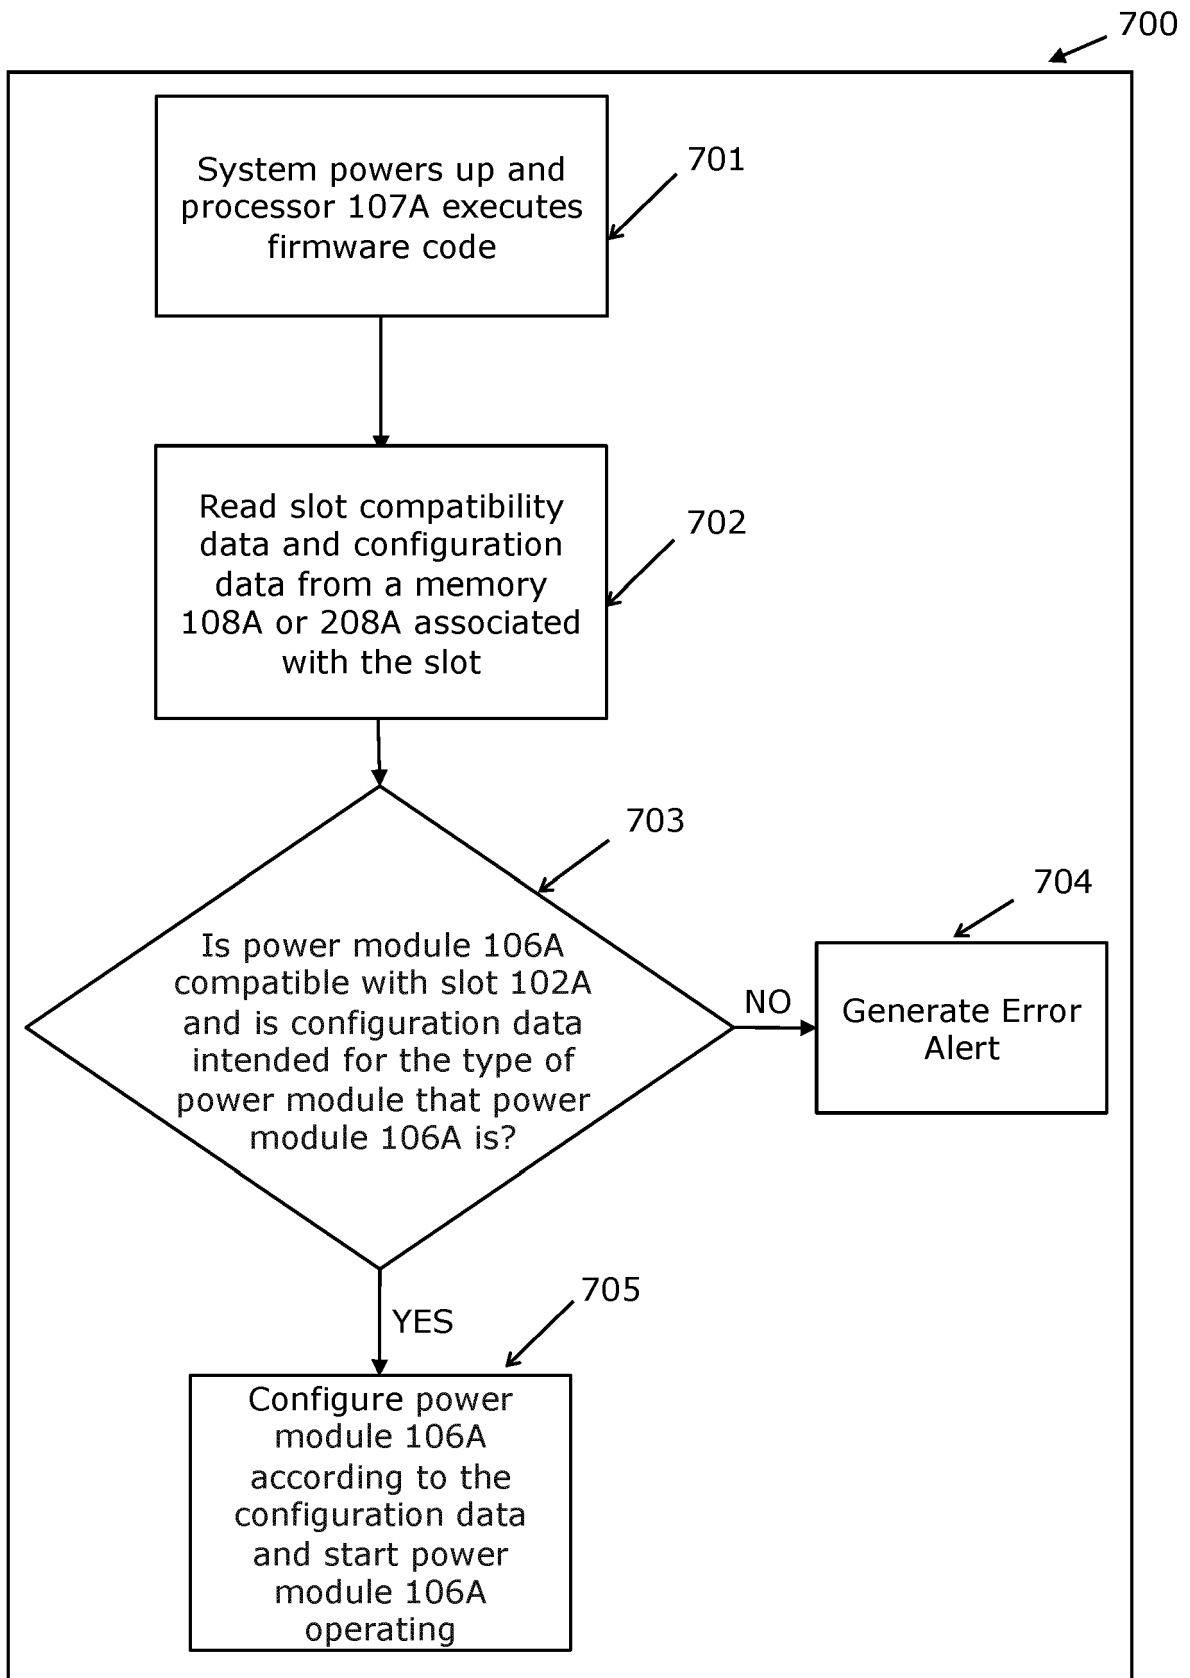 700
System powers up and
processor 107A executes
firmware code
701
Read slot compatibility
data and configuration
data from a memory
108A or 208A associated
with the slot
702
703
Is power module 106A
compatible with slot 102A
and is configuration data
intended for the type of
power module that power
module 106A is?
NO
704
Generate Error
Alert
YES
705
Configure power
module 106A
according to the
configuration data
and start power
module 106A
operating